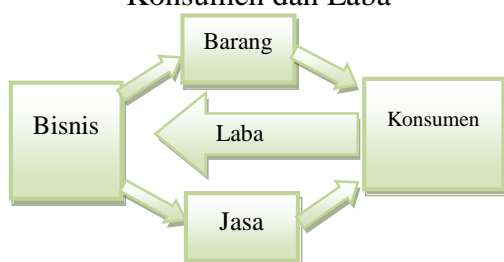 Konsumen dan Laba
Barang
Bisnis
Laba
Konsumen
Jasa